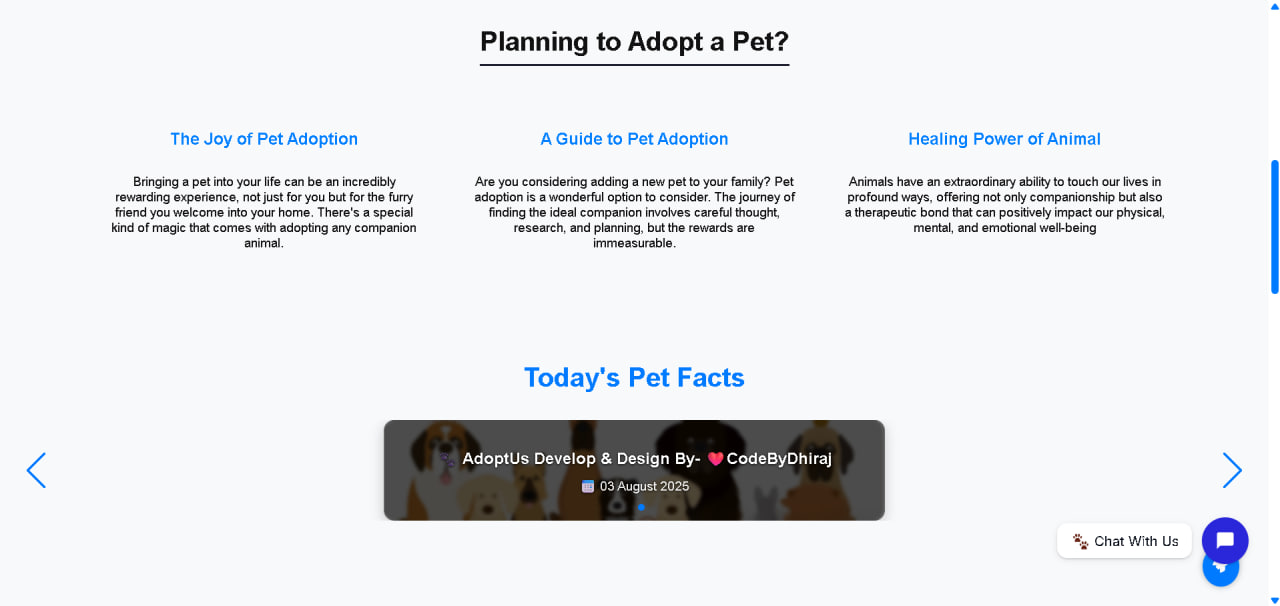 Planning to Adopt a Pet?
The Joy of Pet Adoption
Bringing a pet into your life can be an incredibly
rewarding experience, not just for you but for the furry
friend you welcome into your home. There's a special
kind of magic that comes with adopting any companion
animal.
A Guide to Pet Adoption
Are you considering adding a new pet to your family? Pet
adoption is a wonderful option to consider. The journey of
finding the ideal companion involves careful thought,
research, and planning, but the rewards are
immeasurable.
Healing Power of Animal
Animals have an extraordinary ability to touch our lives in
profound ways, offering not only companionship but also
a therapeutic bond that can positively impact our physical,
mental, and emotional well-being
Today's Pet Facts
🐾 AdoptUs Develop & Design By- ❤️CodeByDhiraj
📅 03 August 2025
🐾 Chat With Us